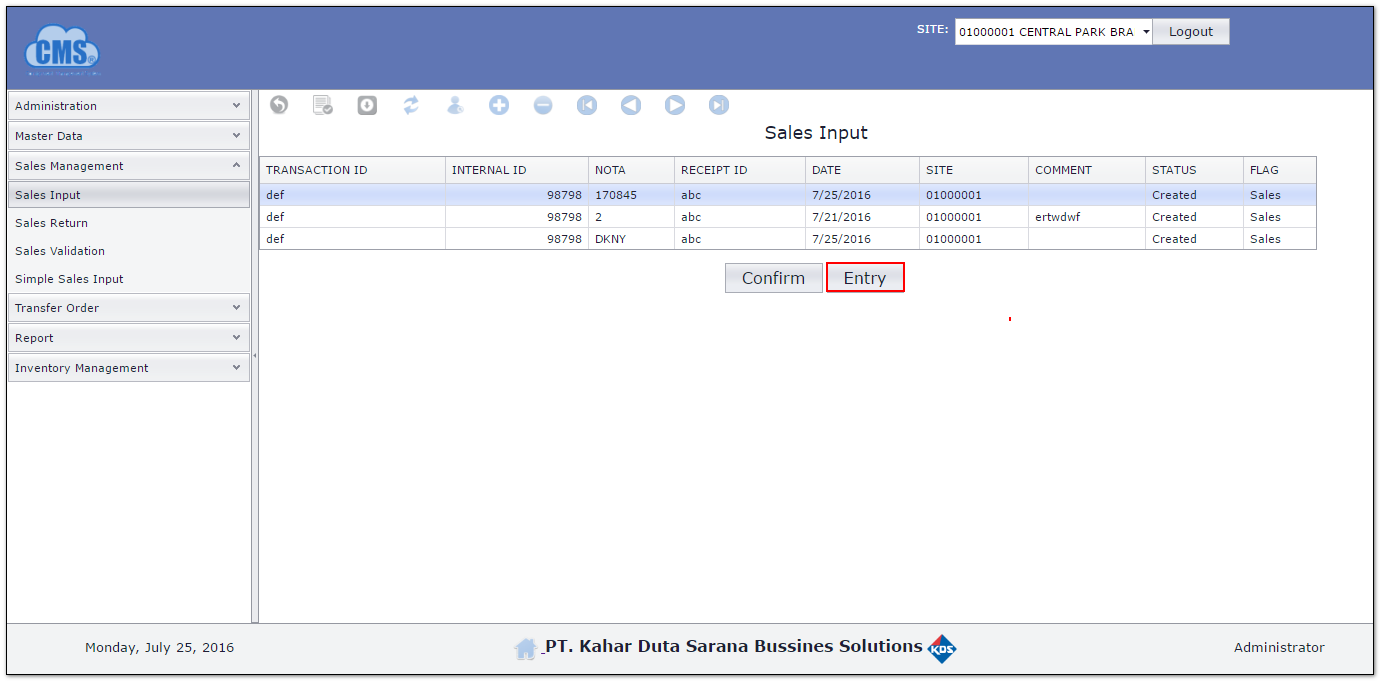 CMS®
SITE: 01000001 CENTRAL PARK BRA Logout
Administration
Master Data
Sales Management
Sales Input
Sales Return
Sales Validation
Simple Sales Input
Transfer Order
Report
Inventory Management
Sales Input
TRANSACTION ID INTERNAL ID NOTA RECEIPT ID DATE SITE COMMENT STATUS FLAG
def 98798 170845 abc 7/25/2016 01000001 Created Sales
def 98798 2 abc 7/21/2016 01000001 ertwdwf Created Sales
def 98798 DKNY abc 7/25/2016 01000001 Created Sales
Confirm Entry
Monday, July 25, 2016 PT. Kahar Duta Sarana Bussines Solutions KDS Administrator